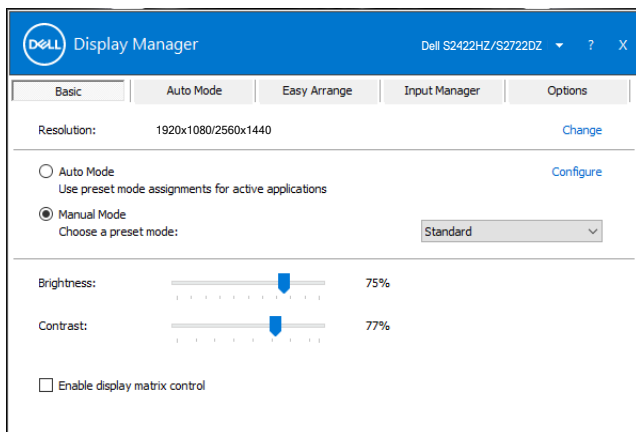 DELL Display Manager Dell S2422HZ/S2722DZ ? X
Basic Auto Mode Easy Arrange Input Manager Options
Resolution: 1920x1080/2560x1440 Change
Auto Mode Configure
Use preset mode assignments for active applications
Manual Mode
Choose a preset mode: Standard
Brightness: 75%
Contrast: 77%
Enable display matrix control